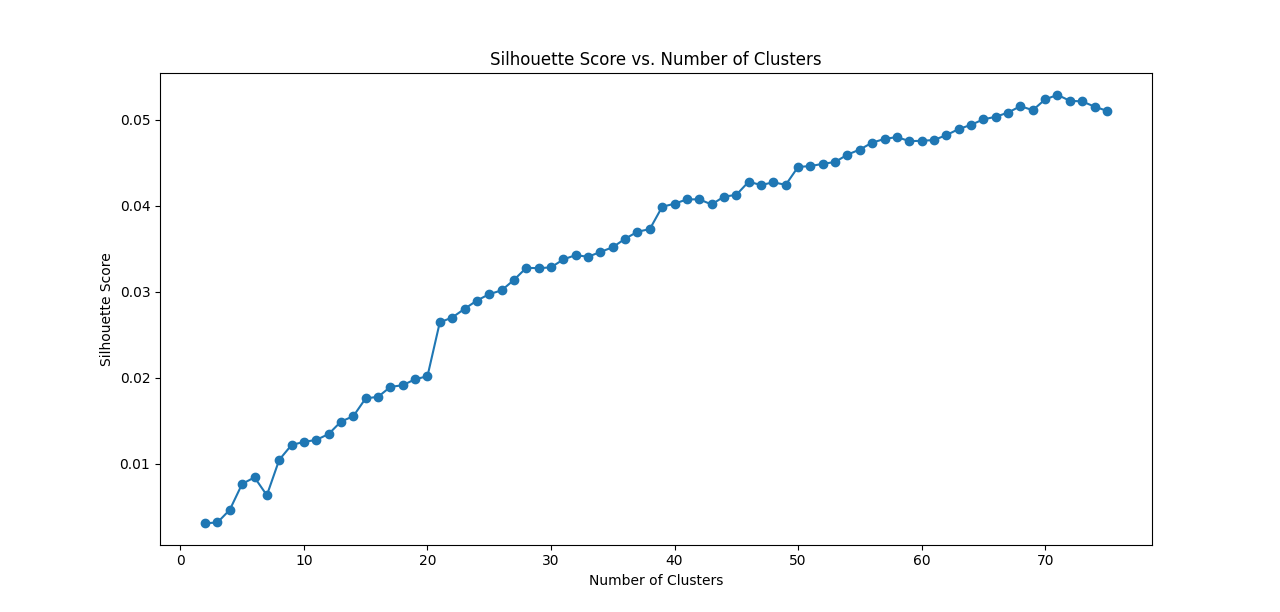 Silhouette Score vs. Number of Clusters
0.05
0.04
0.03
0.02
0.01
Silhouette Score
0 10 20 30 40 50 60 70
Number of Clusters